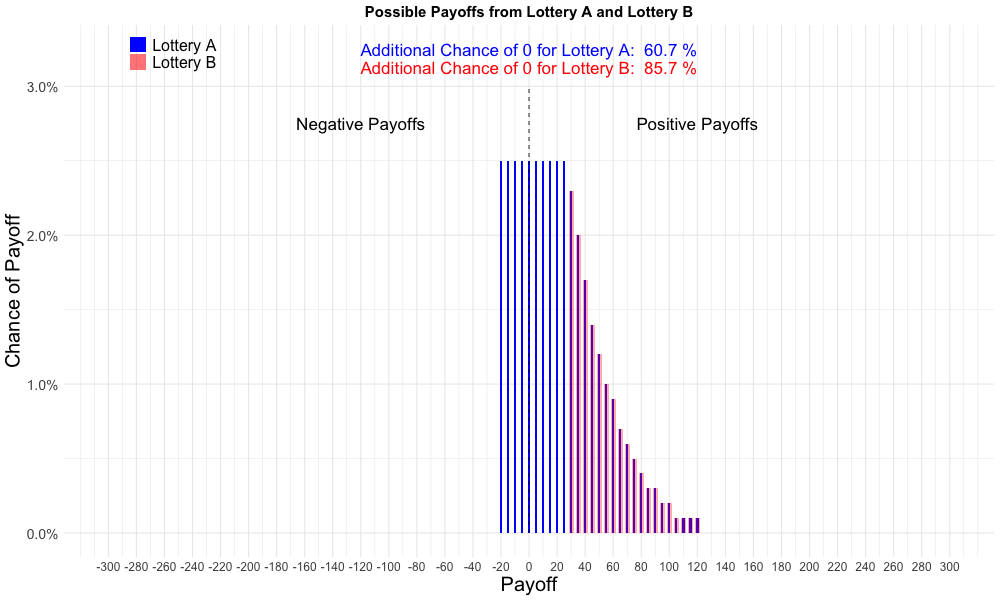 Possible Payoffs from Lottery A and Lottery B
Lottery A
Lottery B
Additional Chance of 0 for Lottery A: 60.7 %
Additional Chance of 0 for Lottery B: 85.7 %
Negative Payoffs
Positive Payoffs
Chance of Payoff
3.0%
2.0%
1.0%
0.0%
-300 -280 -260 -240 -220 -200 -180 -160 -140 -120 -100 -80 -60 -40 -20 0 20 40 60 80 100 120 140 160 180 200 220 240 260 280 300
Payoff